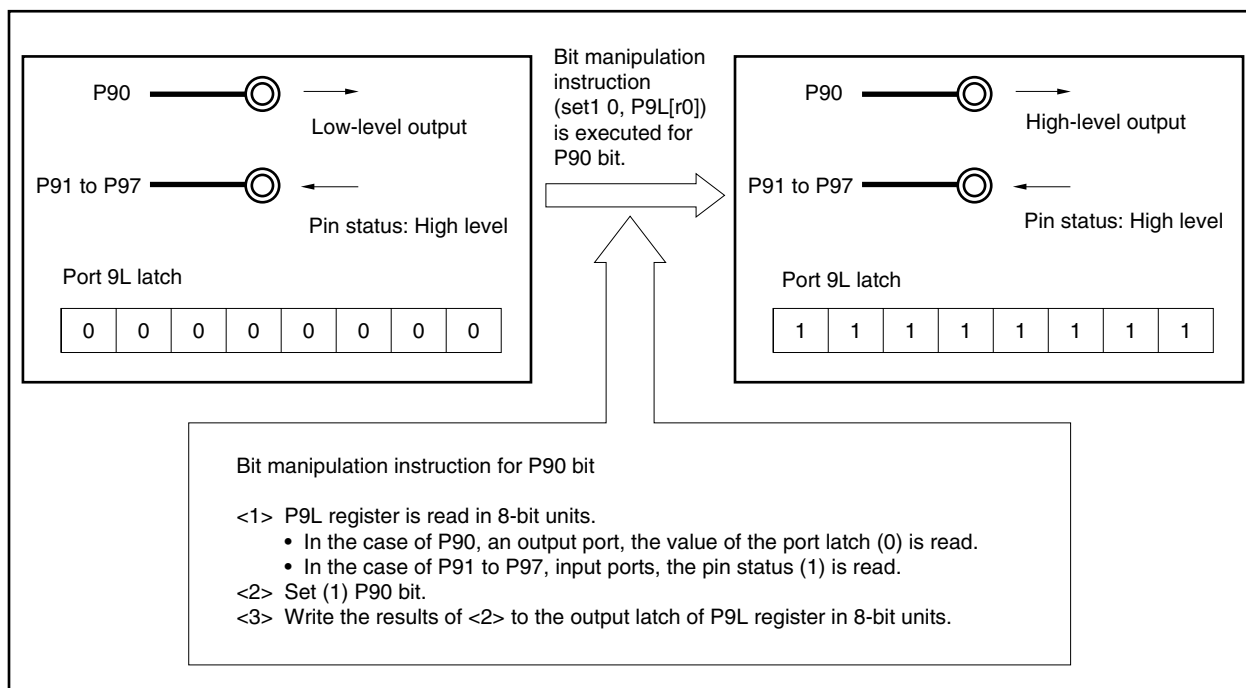 P90
Low-level output
P91 to P97
Pin status: High level
Port 9L latch
0 0 0 0 0 0 0 0
Bit manipulation
instruction
(set1 0, P9L[r0])
is executed for
P90 bit.
P90
High-level output
P91 to P97
Pin status: High level
Port 9L latch
1 1 1 1 1 1 1 1
Bit manipulation instruction for P90 bit
<1> P9L register is read in 8-bit units.
• In the case of P90, an output port, the value of the port latch (0) is read.
• In the case of P91 to P97, input ports, the pin status (1) is read.
<2> Set (1) P90 bit.
<3> Write the results of <2> to the output latch of P9L register in 8-bit units.